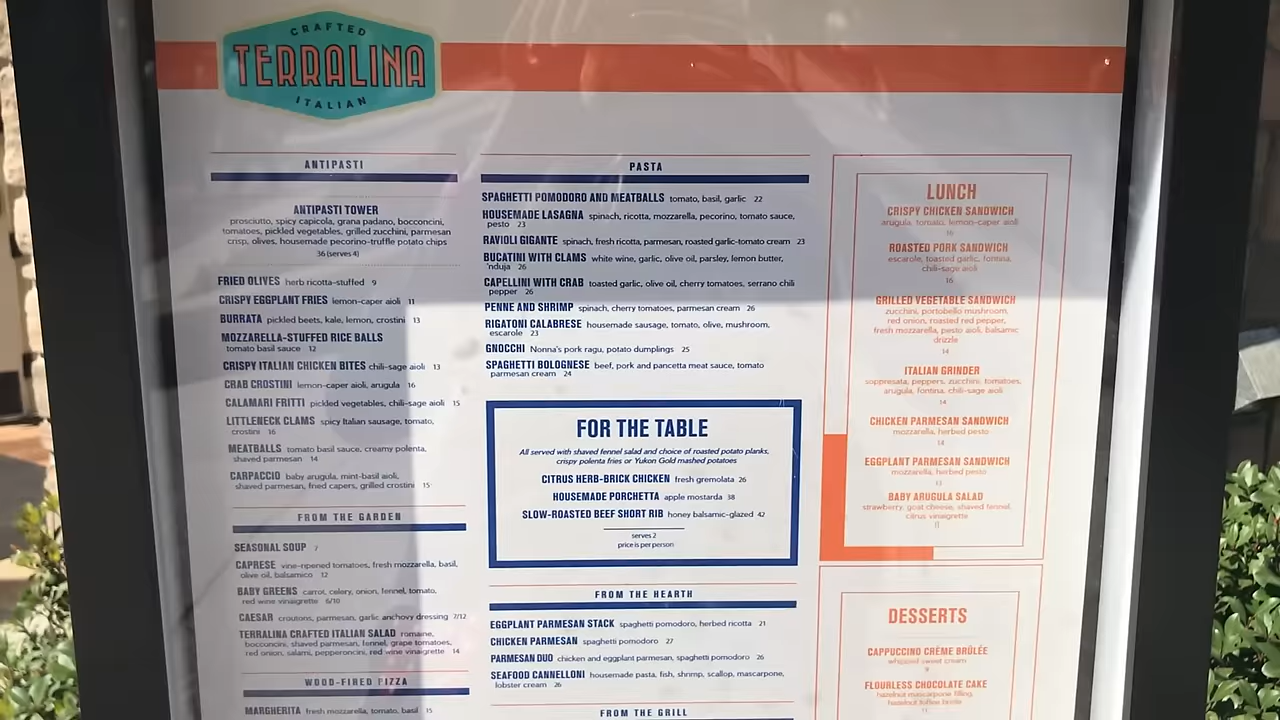 CRAFTED
TERRALINA
ITALIAN
ANTIPASTI
ANTIPASTI TOWER
prosciutto, spicy capicola, grana padano, bocconcini,
tomatoes, pickled vegetables, grilled zucchini, parmesan
crisp, olives, housemade pecorino-truffle potato chips
36 (serves 4)
FRIED OLIVES herb ricotta-stuffed 9
CRISPY EGGPLANT FRIES lemon-caper aioli 11
BURRATA pickled beets, kale, lemon, crostini 13
MOZZARELLA-STUFFED RICE BALLS
tomato basil sauce 12
CRISPY ITALIAN CHICKEN BITES chili-sage aioli 13
CRAB CROSTINI lemon-caper aioli, arugula 16
CALAMARI FRITTI pickled vegetables, chili-sage aioli 15
LITTLENECK CLAMS spicy Italian sausage, tomato,
crostini 16
MEATBALLS tomato basil sauce, creamy polenta,
shaved parmesan 14
CARPACCIO baby arugula, mint-basil aioli,
shaved parmesan, fried capers, grilled crostini 15
FROM THE GARDEN
SEASONAL SOUP 7
CAPRESE vine-ripened tomatoes, fresh mozzarella, basil,
olive oil, balsamico 12
BABY GREENS carrot, celery, onion, fennel, tomato,
red wine vinaigrette 6/10
CAESAR croutons, parmesan, garlic anchovy dressing 7/12
TERRALINA CRAFTED ITALIAN SALAD romaine,
bocconcini, shaved parmesan, fennel, grape tomatoes,
red onion, salami, pepperoncini, red wine vinaigrette 14
WOOD-FIRED PIZZA
MARGHERITA fresh mozzarella, tomato, basil 15
PASTA
SPAGHETTI POMODORO AND MEATBALLS tomato, basil, garlic 22
HOUSEMADE LASAGNA spinach, ricotta, mozzarella, pecorino, tomato sauce,
pesto 23
RAVIOLI GIGANTE spinach, fresh ricotta, parmesan, roasted garlic-tomato cream 23
BUCATINI WITH CLAMS white wine, garlic, olive oil, parsley, lemon butter,
'nduja 26
CAPELLINI WITH CRAB toasted garlic, olive oil, cherry tomatoes, serrano chili
pepper 26
PENNE AND SHRIMP spinach, cherry tomatoes, parmesan cream 26
RIGATONI CALABRESE housemade sausage, tomato, olive, mushroom,
escarole 23
GNOCCHI Nonna's pork ragu, potato dumplings 25
SPAGHETTI BOLOGNESE beef, pork and pancetta meat sauce, tomato
parmesan cream 24
FOR THE TABLE
All served with shaved fennel salad and choice of roasted potato planks,
crispy polenta fries or Yukon Gold mashed potatoes
CITRUS HERB-BRICK CHICKEN fresh gremolata 26
HOUSEMADE PORCHETTA apple mostarda 38
SLOW-ROASTED BEEF SHORT RIB honey balsamic-glazed 42
serves 2
price is per person
FROM THE HEARTH
EGGPLANT PARMESAN STACK spaghetti pomodoro, herbed ricotta 21
CHICKEN PARMESAN spaghetti pomodoro 27
PARMESAN DUO chicken and eggplant parmesan, spaghetti pomodoro 26
SEAFOOD CANNELLONI housemade pasta, fish, shrimp, scallop, mascarpone,
lobster cream 26
FROM THE GRILL
LUNCH
CRISPY CHICKEN SANDWICH
arugula, tomato, lemon-caper aioli
16
ROASTED PORK SANDWICH
escarole, toasted garlic, fontina,
chili-sage aioli
16
GRILLED VEGETABLE SANDWICH
zucchini, portobello mushroom,
red onion, roasted red pepper,
fresh mozzarella, pesto aioli, balsamic
drizzle
14
ITALIAN GRINDER
soppresata, peppers, zucchini, tomatoes,
arugula, fontina, chili-sage aioli
14
CHICKEN PARMESAN SANDWICH
mozzarella, herbed pesto
14
EGGPLANT PARMESAN SANDWICH
mozzarella, herbed pesto
13
BABY ARUGULA SALAD
strawberry, goat cheese, shaved fennel,
citrus vinaigrette
11
DESSERTS
CAPPUCCINO CRÈME BRÛLÉE
whipped sweet cream
9
FLOURLESS CHOCOLATE CAKE
hazelnut mascarpone filling,
hazelnut toffee brittle
11